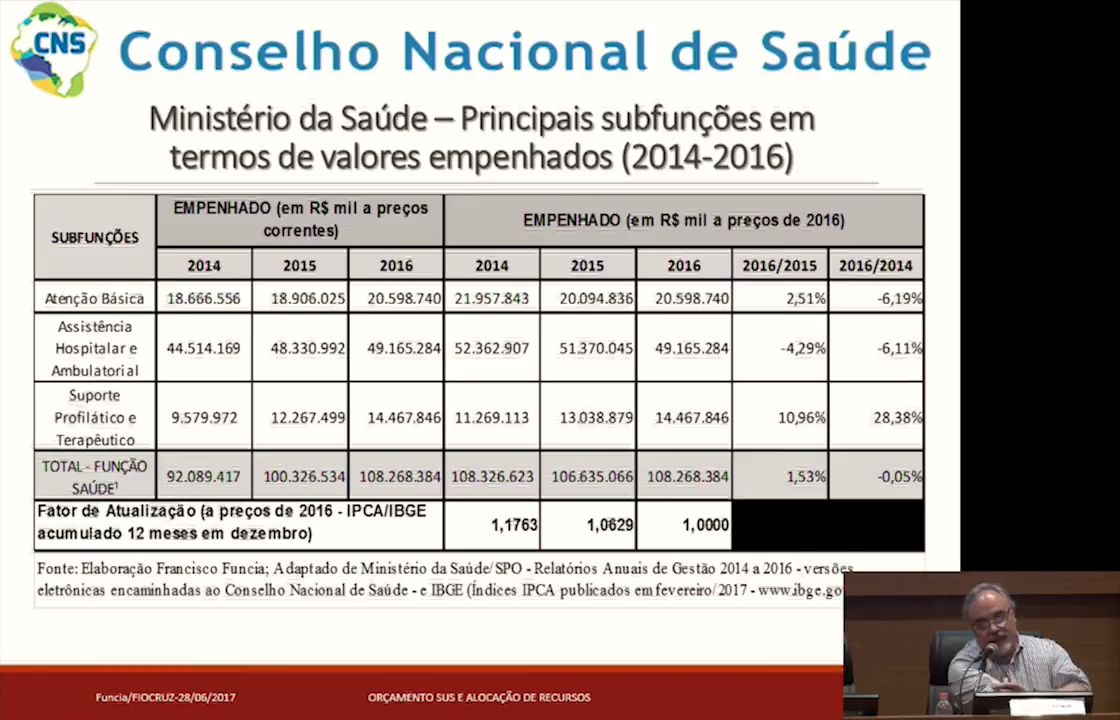 CNS
Conselho Nacional de Saúde
Ministério da Saúde – Principais subfunções em
termos de valores empenhados (2014-2016)
SUBFUNÇÕES
EMPENHADO (em R$ mil a preços
correntes)
EMPENHADO (em R$ mil a preços de 2016)
2014 2015 2016 2014 2015 2016 2016/2015 2016/2014
Atenção Básica 18.666.556 18.906.025 20.598.740 21.957.843 20.094.836 20.598.740 2,51% -6,19%
Assistência
Hospitalar e
Ambulatorial
44.514.169 48.330.992 49.165.284 52.362.907 51.370.045 49.165.284 -4,29% -6,11%
Suporte
Profilático e
Terapêutico
9.579.972 12.267.499 14.467.846 11.269.113 13.038.879 14.467.846 10,96% 28,38%
TOTAL - FUNÇÃO
SAÚDE¹
92.089.417 100.326.534 108.268.384 108.326.623 106.635.066 108.268.384 1,53% -0,05%
Fator de Atualização (a preços de 2016 - IPCA/IBGE
acumulado 12 meses em dezembro)
1,1763 1,0629 1,0000
Fonte: Elaboração Francisco Funcia; Adaptado de Ministério da Saúde/SPO - Relatórios Anuais de Gestão 2014 a 2016 - versões
eletrônicas encaminhadas ao Conselho Nacional de Saúde - e IBGE (Índices IPCA publicados em fevereiro/2017 - www.ibge.go
Funcia/FIOCRUZ-28/06/2017
ORÇAMENTO SUS E ALOCAÇÃO DE RECURSOS